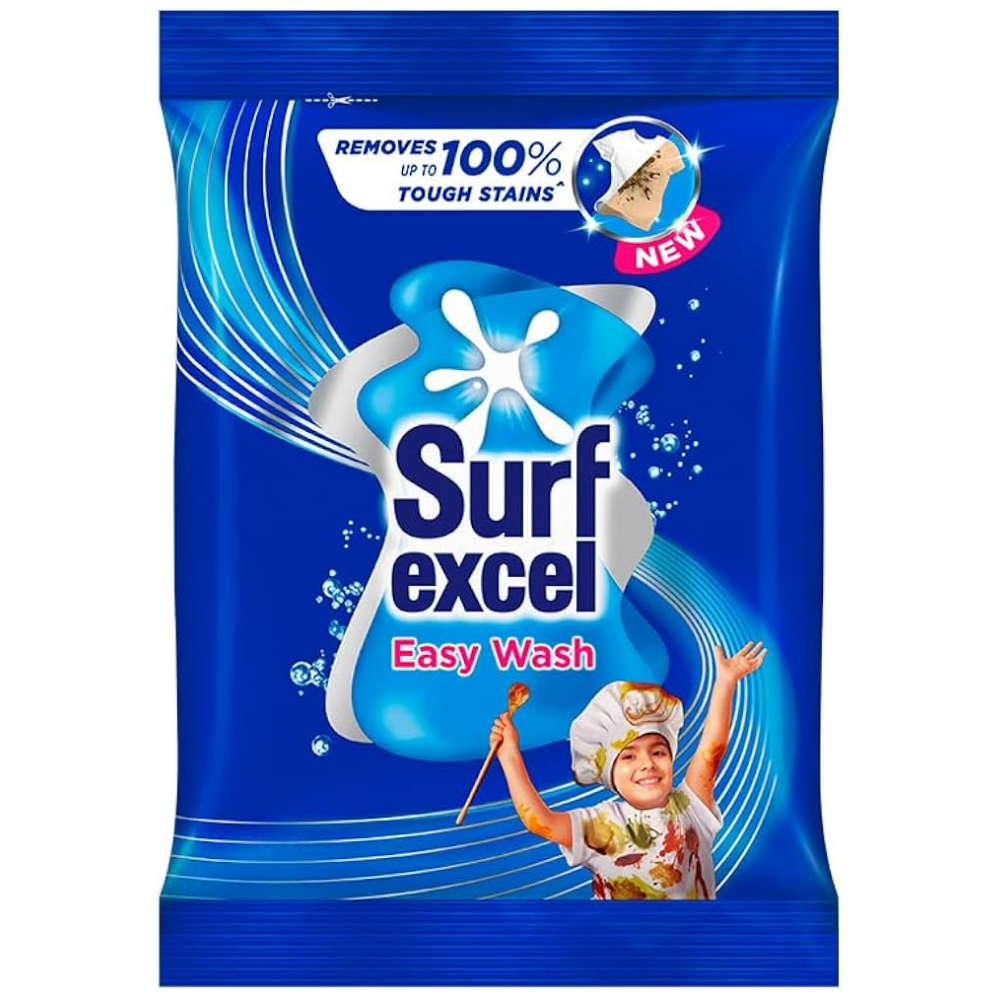 REMOVES
UP TO 100%
TOUGH STAINS^
NEW
Surf
excel
Easy Wash